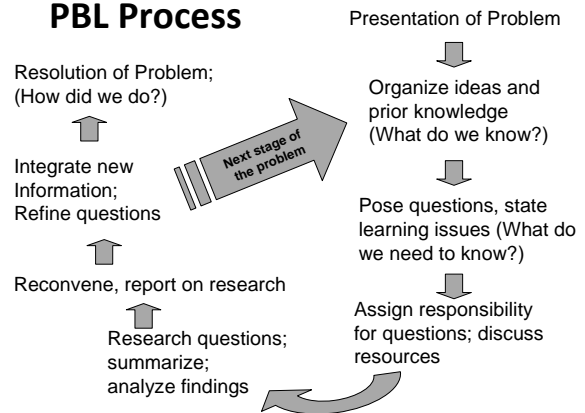 PBL Process
Presentation of Problem
Organize ideas and
prior knowledge
(What do we know?)
Pose questions, state
learning issues (What do
we need to know?)
Assign responsibility
for questions; discuss
resources
Research questions;
summarize;
analyze findings
Reconvene, report on research
Integrate new
Information;
Refine questions
Next stage of
the problem
Resolution of Problem;
(How did we do?)